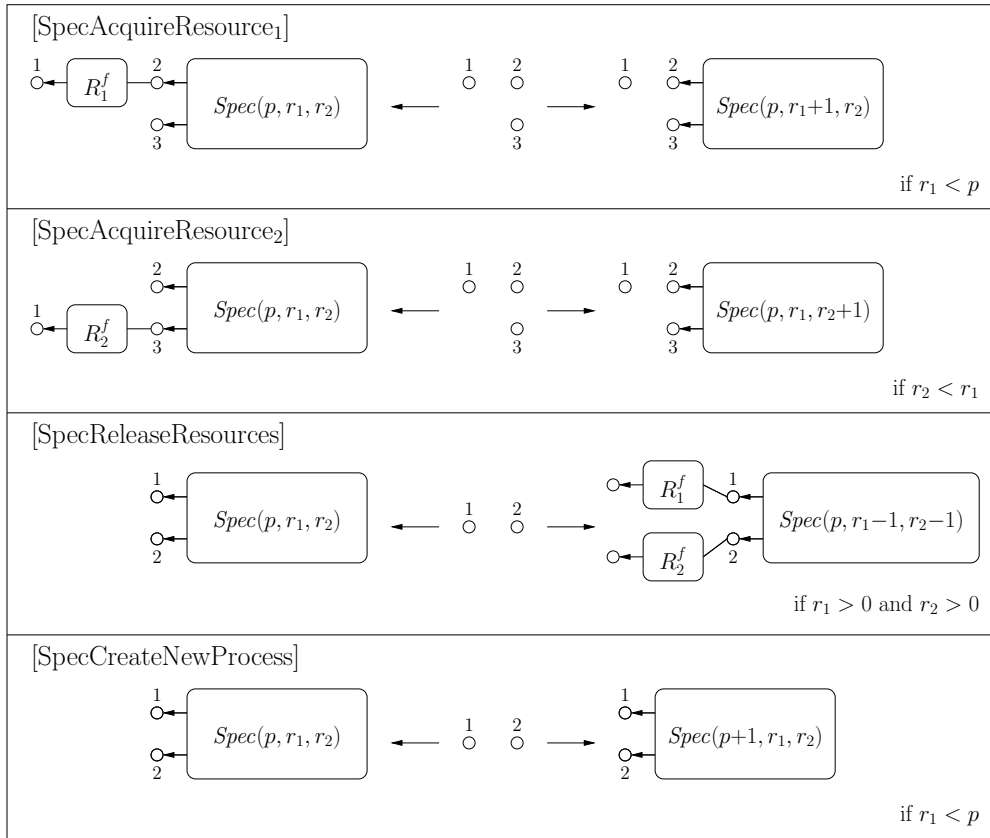 [SpecAcquireResource₁]
1 R₁ᶠ 2 3 Spec(p, r₁, r₂) 1 2 3 1 2 3 Spec(p, r₁+1, r₂)
if r₁ < p
[SpecAcquireResource₂]
1 R₂ᶠ 2 3 Spec(p, r₁, r₂) 1 2 3 1 2 3 Spec(p, r₁, r₂+1)
if r₂ < r₁
[SpecReleaseResources]
1 2 Spec(p, r₁, r₂) 1 2 R₁ᶠ R₂ᶠ 1 2 Spec(p, r₁−1, r₂−1)
if r₁ > 0 and r₂ > 0
[SpecCreateNewProcess]
1 2 Spec(p, r₁, r₂) 1 2 1 2 Spec(p+1, r₁, r₂)
if r₁ < p